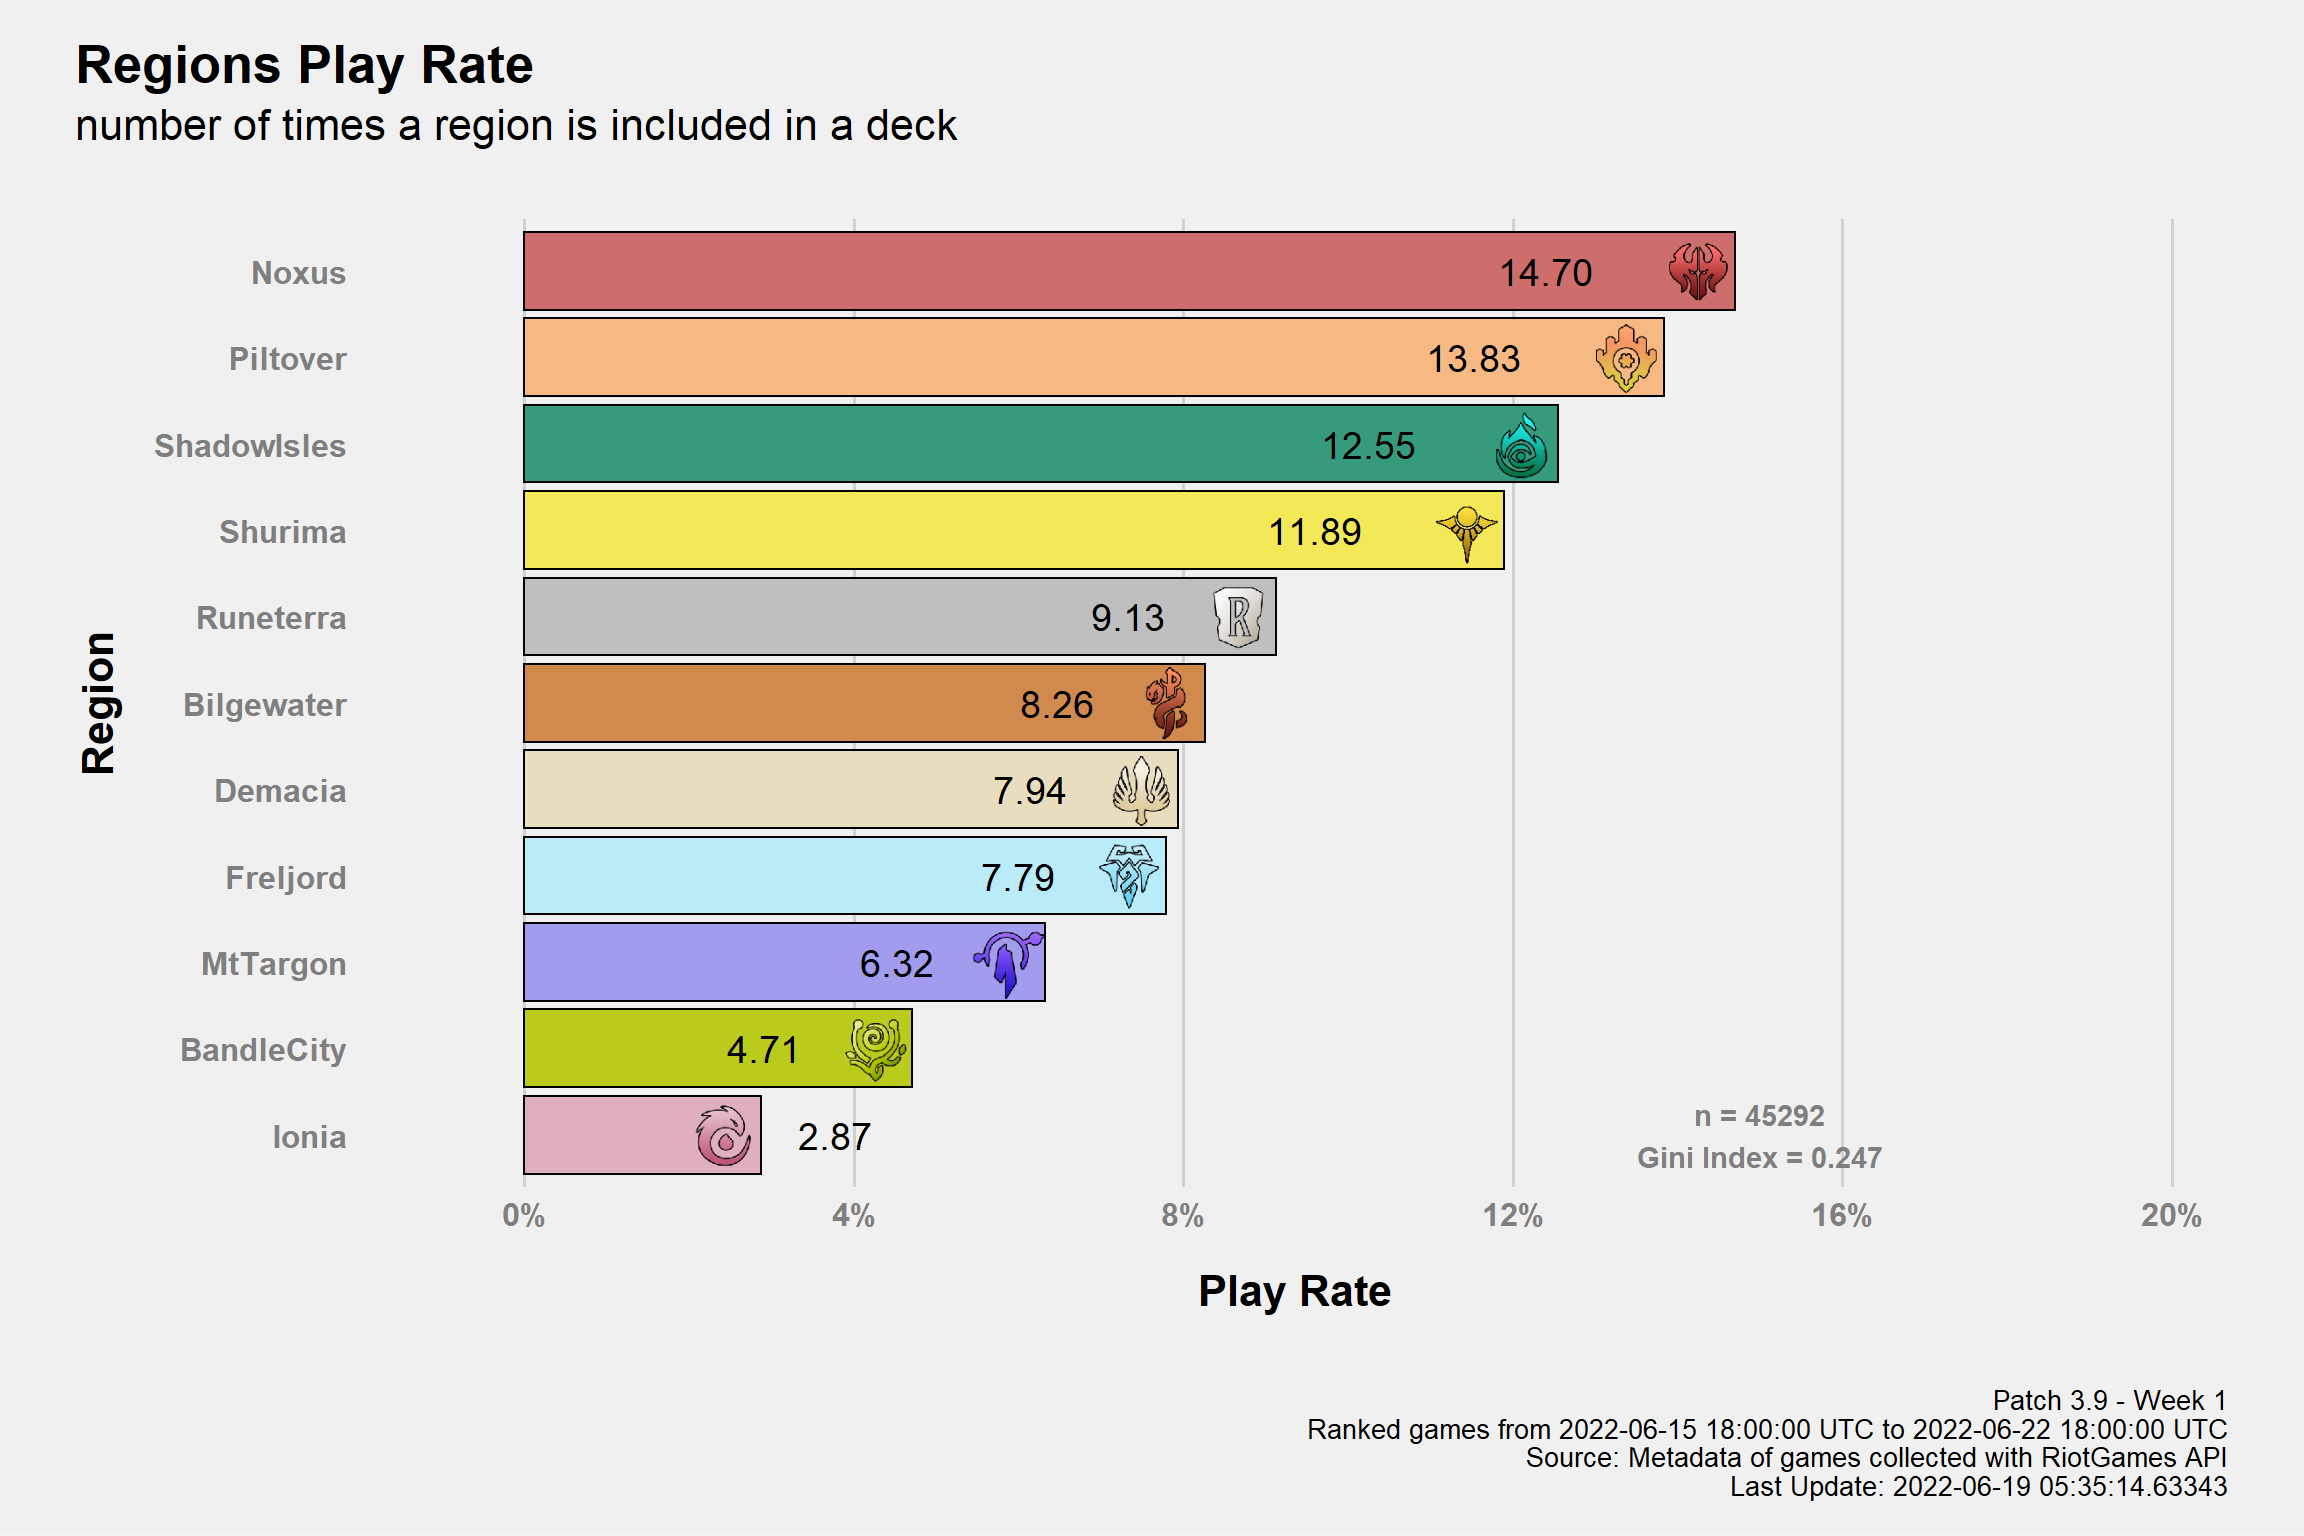 Regions Play Rate
number of times a region is included in a deck
Region
Noxus 14.70
Piltover 13.83
ShadowIsles 12.55
Shurima 11.89
Runeterra 9.13 R
Bilgewater 8.26
Demacia 7.94
Freljord 7.79
MtTargon 6.32
BandleCity 4.71
Ionia 2.87
n = 45292
Gini Index = 0.247
0% 4% 8% 12% 16% 20%
Play Rate
Patch 3.9 - Week 1
Ranked games from 2022-06-15 18:00:00 UTC to 2022-06-22 18:00:00 UTC
Source: Metadata of games collected with RiotGames API
Last Update: 2022-06-19 05:35:14.63343